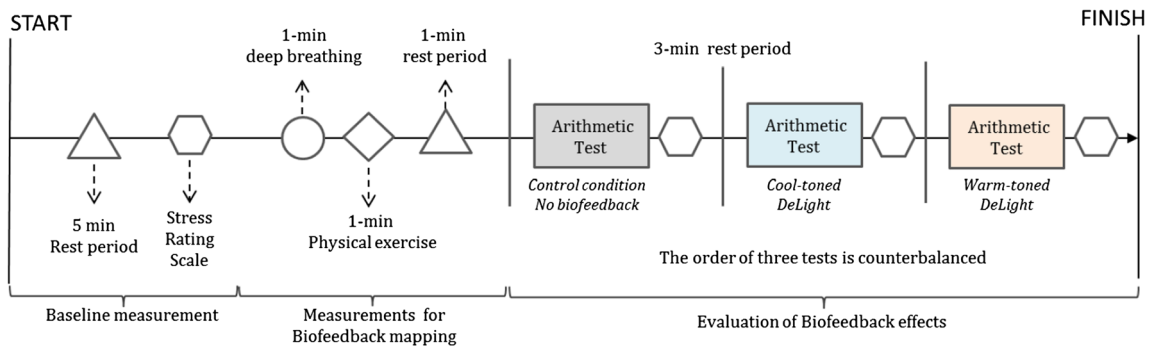 START
FINISH
1-min
deep breathing
1-min
rest period
3-min rest period
Arithmetic
Test
Arithmetic
Test
Arithmetic
Test
Control condition
No biofeedback
Cool-toned
DeLight
Warm-toned
DeLight
5 min
Rest period
Stress
Rating
Scale
1-min
Physical exercise
The order of three tests is counterbalanced
Baseline measurement
Measurements for
Biofeedback mapping
Evaluation of Biofeedback effects